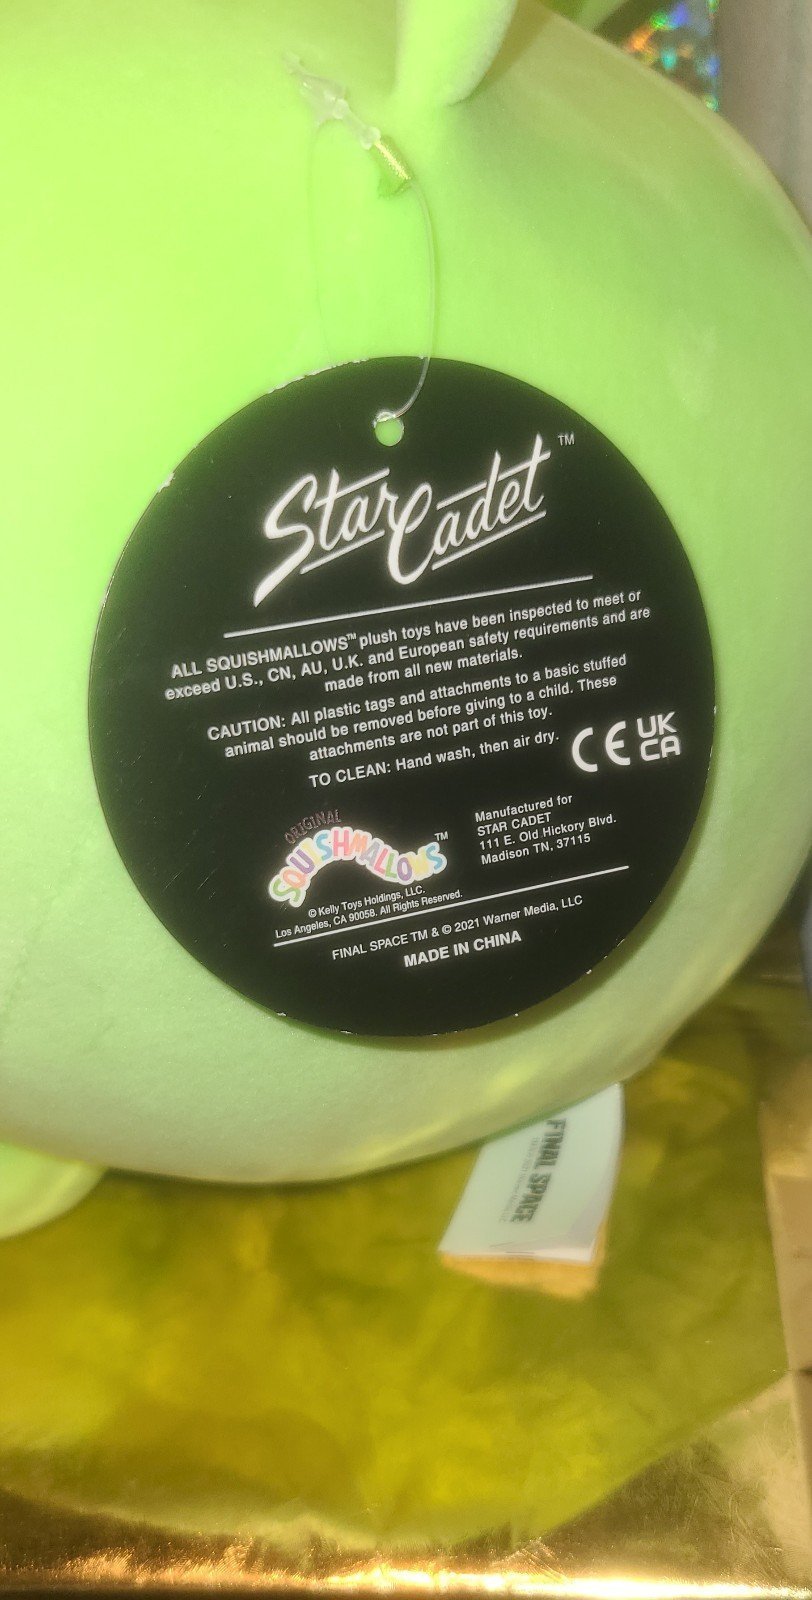 Star Cadet™
ALL SQUISHMALLOWS™ plush toys have been inspected to meet or
exceed U.S., CN, AU, U.K. and European safety requirements and are
made from all new materials.
CAUTION: All plastic tags and attachments to a basic stuffed
animal should be removed before giving to a child. These
attachments are not part of this toy.
TO CLEAN: Hand wash, then air dry.
CE UK
CA
ORIGINAL
SQUISHMALLOWS™
© Kelly Toys Holdings, LLC.
Los Angeles, CA 90058. All Rights Reserved.
Manufactured for
STAR CADET
111 E. Old Hickory Blvd.
Madison TN, 37115
FINAL SPACE TM & © 2021 Warner Media, LLC
MADE IN CHINA
FINAL SPACE